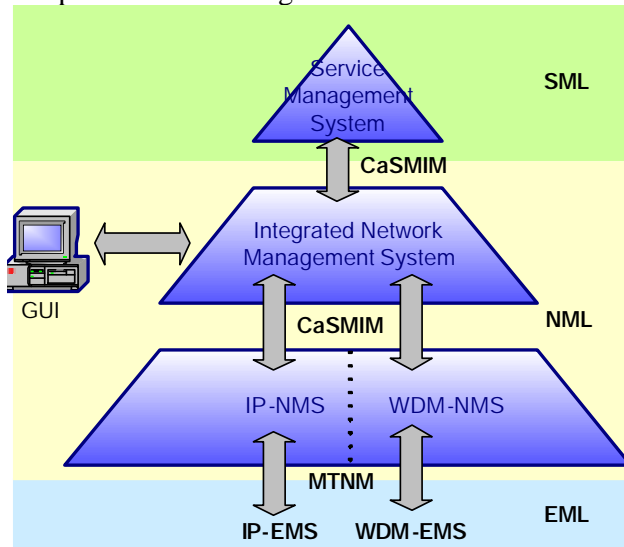 Service
Management
System
SML
CaSMIM
Integrated Network
Management System
GUI
CaSMIM
NML
IP-NMS
WDM-NMS
MTNM
IP-EMS
WDM-EMS
EML